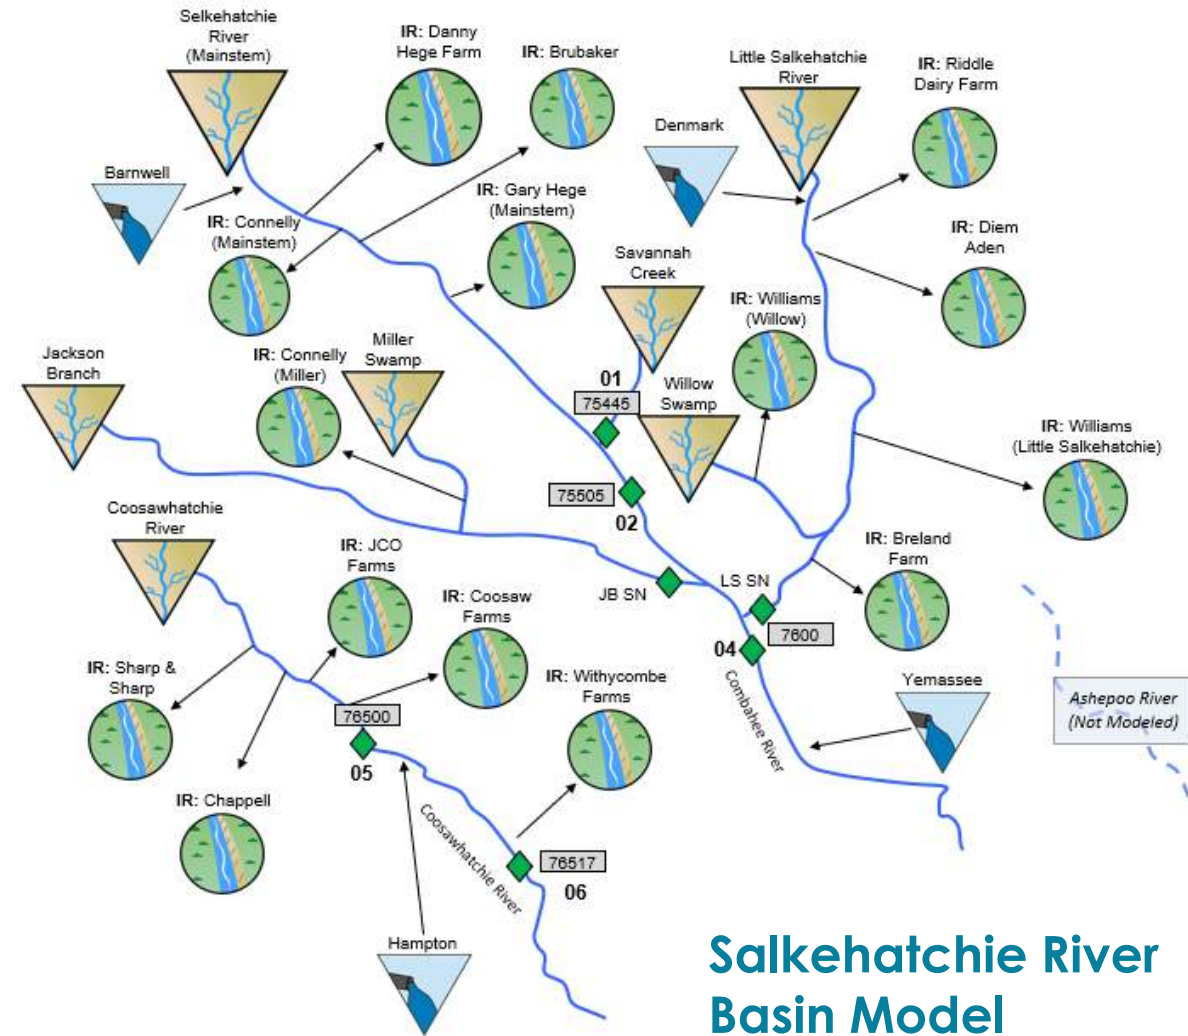 Selkehatchie
River
(Mainstem)
IR: Danny
Hege Farm
IR: Brubaker
Little Salkehatchie
River
IR: Riddle
Dairy Farm
Denmark
Barnwell
IR: Gary Hege
(Mainstem)
IR: Connelly
(Mainstem)
IR: Diem
Aden
Savannah
Creek
IR: Williams
(Willow)
Miller
Swamp
Jackson
Branch
IR: Connelly
(Miller)
01
75445
Willow
Swamp
IR: Williams
(Little Salkehatchie)
75505
02
Coosawhatchie
River
IR: JCO
Farms
IR: Breland
Farm
JB SN
LS SN
IR: Coosaw
Farms
7600
04
IR: Sharp &
Sharp
IR: Withycombe
Farms
Combahee River
Yemassee
Ashepoo River
(Not Modeled)
76500
05
IR: Chappell
Coosawhatchie River
76517
06
Hampton
Salkehatchie River
Basin Model